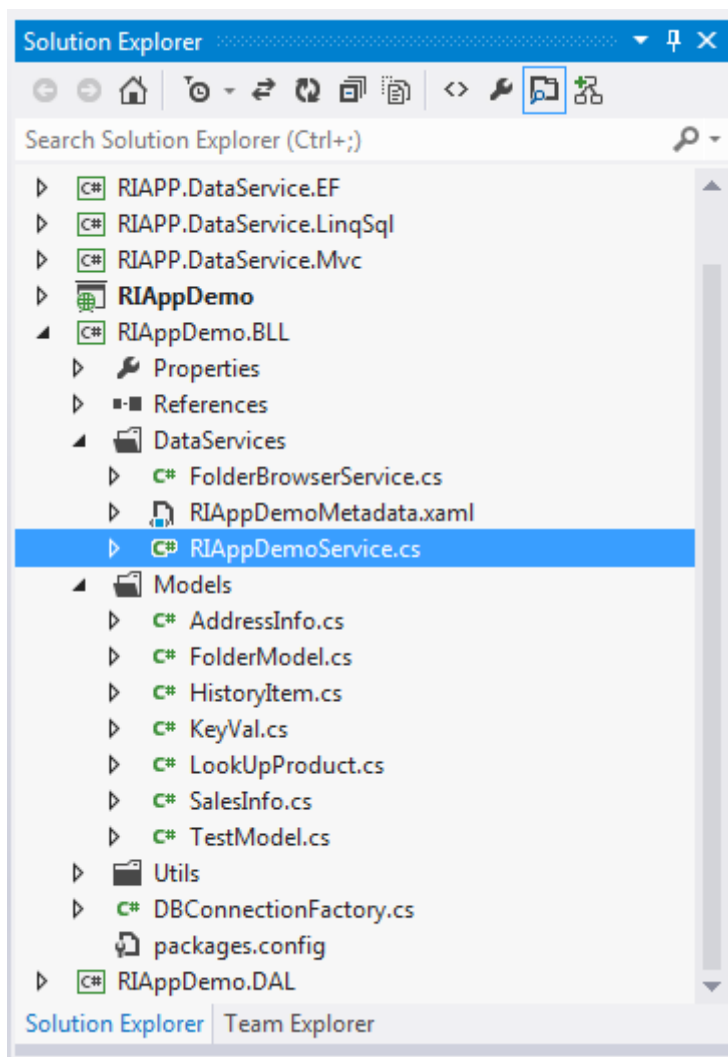 Solution Explorer
Search Solution Explorer (Ctrl+;)
C# RIAPP.DataService.EF
C# RIAPP.DataService.LinqSql
C# RIAPP.DataService.Mvc
RIAppDemo
C# RIAppDemo.BLL
Properties
References
DataServices
C# FolderBrowserService.cs
RIAppDemoMetadata.xaml
C# RIAppDemoService.cs
Models
C# AddressInfo.cs
C# FolderModel.cs
C# HistoryItem.cs
C# KeyVal.cs
C# LookUpProduct.cs
C# SalesInfo.cs
C# TestModel.cs
Utils
C# DBConnectionFactory.cs
packages.config
C# RIAppDemo.DAL
Solution Explorer Team Explorer